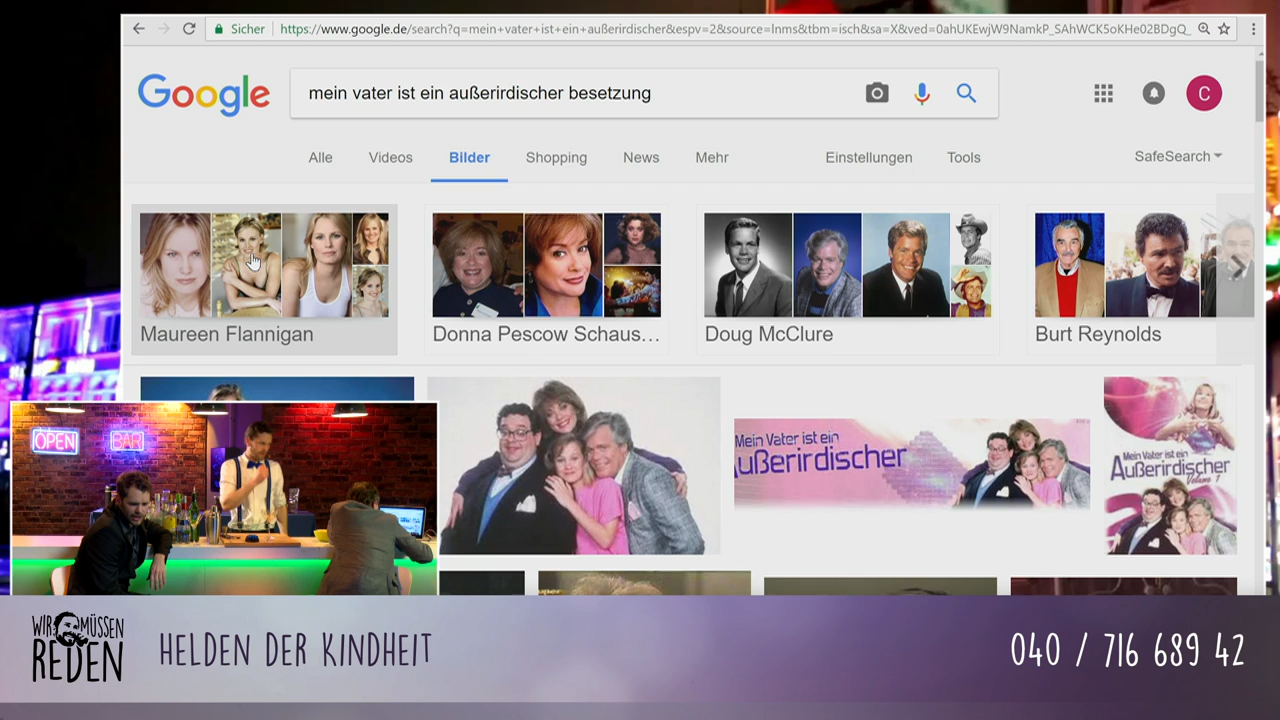 Sicher
https://www.google.de/search?q=mein+vater+ist+ein+außerirdischer&espv=2&source=lnms&tbm=isch&sa=X&ved=0ahUKEwjW9NamkP_SAhWCK5oKHe02BDgQ_
Google
mein vater ist ein außerirdischer besetzung
C
Alle Videos Bilder Shopping News Mehr Einstellungen Tools SafeSearch
Maureen Flannigan
Donna Pescow Schaus…
Doug McClure
Burt Reynolds
Mein Vater ist ein
Außerirdischer
Mein Vater ist ein
Außerirdischer
Volume 1
OPEN
BAR
WIR MÜSSEN
REDEN
HELDEN DER KINDHEIT
040 / 716 689 42